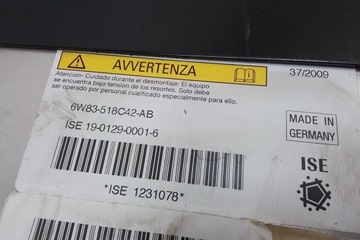 AVVERTENZA
37/2009
Atencion- Cuidado durante el desmontaje: El equipo
se encuentra bajo tension de los resortes. Solo debe
ser operado por personal cualificado especialmente para ello.
6W83-518C42-AB
ISE 19-0129-0001-6
MADE IN
GERMANY
ISE
*ISE 1231078*